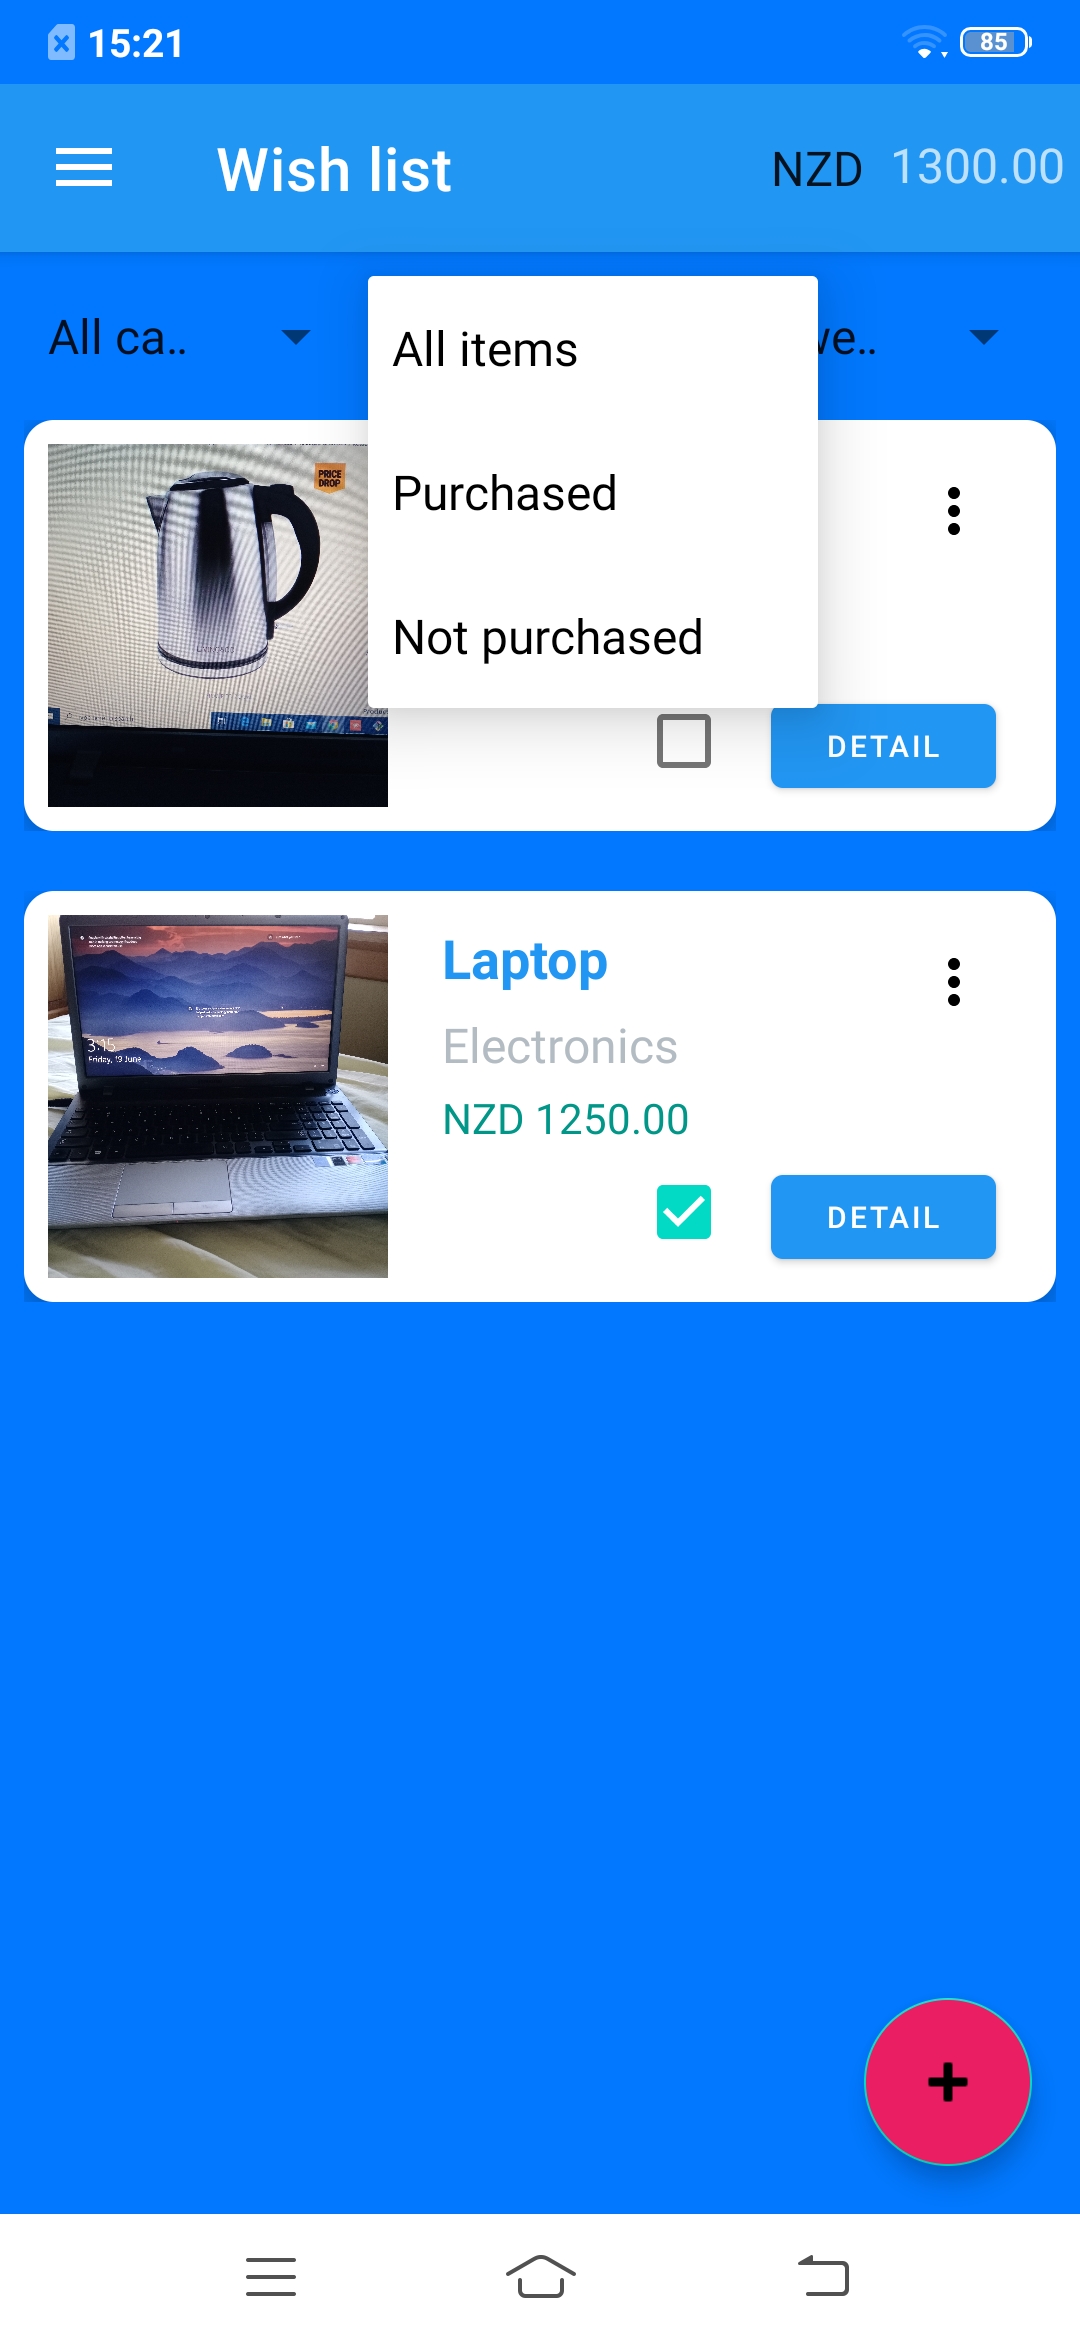 15:21
85
Wish list
NZD 1300.00
All ca..
All items
we..
PRICE
DROP
Purchased
Not purchased
DETAIL
Laptop
Electronics
3:15
Friday, 19 June
NZD 1250.00
DETAIL